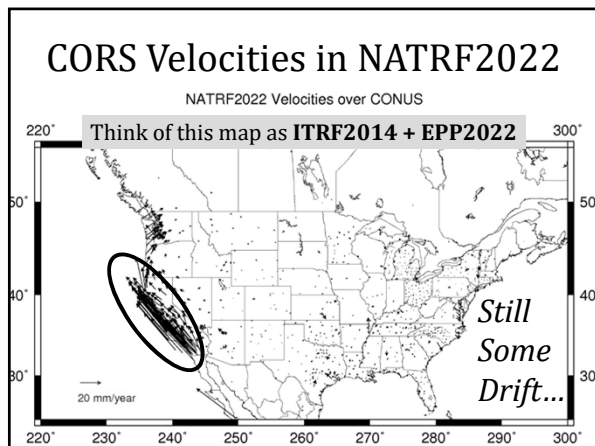 CORS Velocities in NATRF2022
NATRF2022 Velocities over CONUS
220° 300°
Think of this map as ITRF2014 + EPP2022
50° 50°
40° 40°
Still
Some
Drift...
30° 30°
20 mm/year
220° 230° 240° 250° 260° 270° 280° 290° 300°